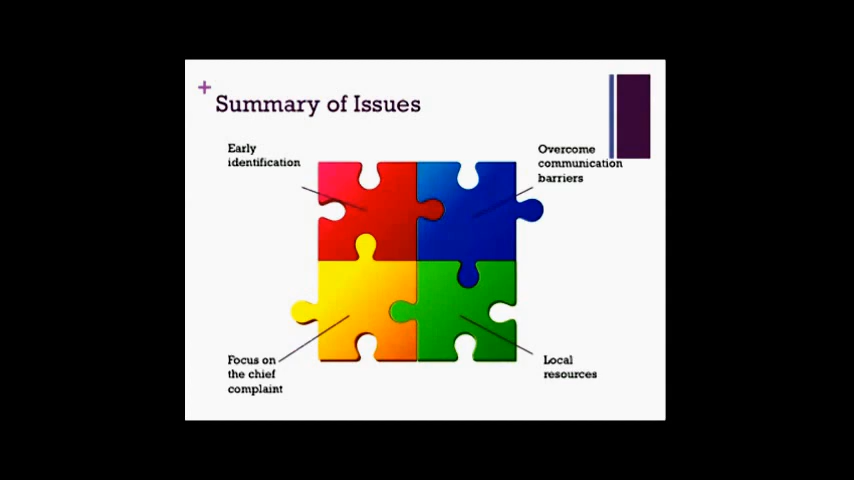 +
Summary of Issues
Early
identification
Overcome
communication
barriers
Focus on
the chief
complaint
Local
resources